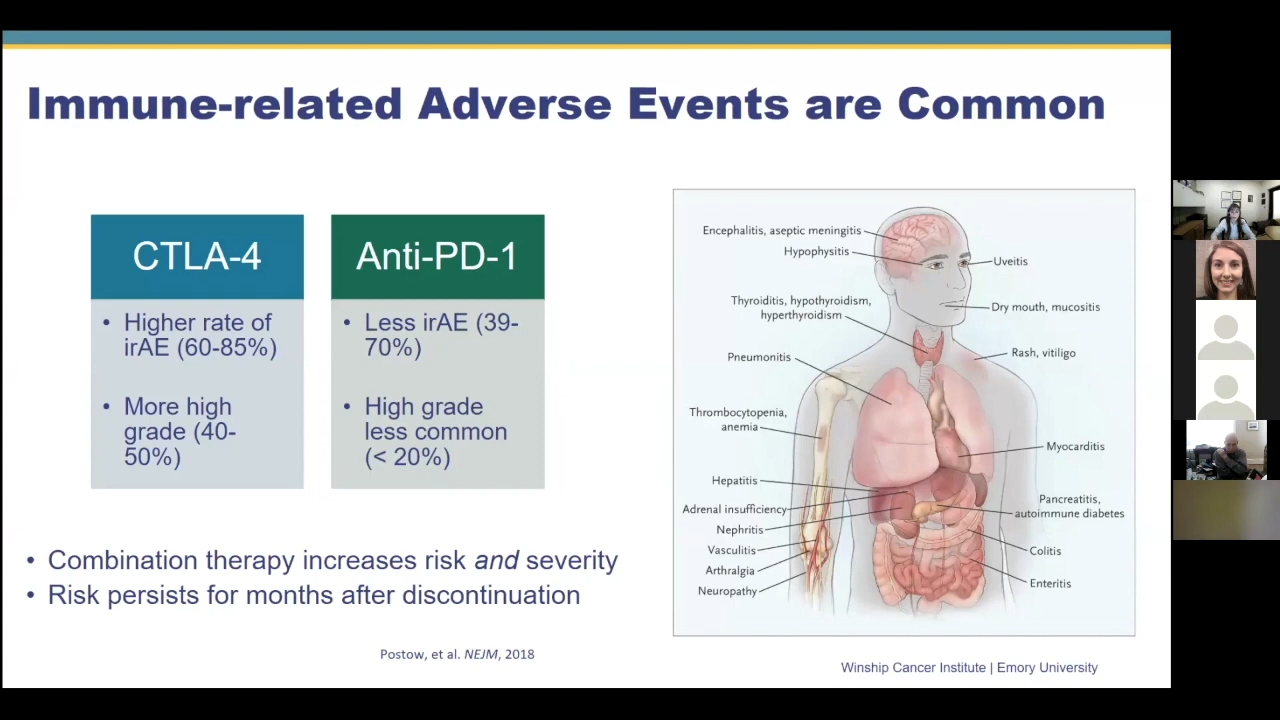 Immune-related Adverse Events are Common
CTLA-4
• Higher rate of
irAE (60-85%)
• More high
grade (40-
50%)
Anti-PD-1
• Less irAE (39-
70%)
• High grade
less common
(< 20%)
• Combination therapy increases risk and severity
• Risk persists for months after discontinuation
Postow, et al. NEJM, 2018
Encephalitis, aseptic meningitis
Hypophysitis
Thyroiditis, hypothyroidism,
hyperthyroidism
Pneumonitis
Thrombocytopenia,
anemia
Hepatitis
Adrenal insufficiency
Nephritis
Vasculitis
Arthralgia
Neuropathy
Uveitis
Dry mouth, mucositis
Rash, vitiligo
Myocarditis
Pancreatitis,
autoimmune diabetes
Colitis
Enteritis
Winship Cancer Institute | Emory University